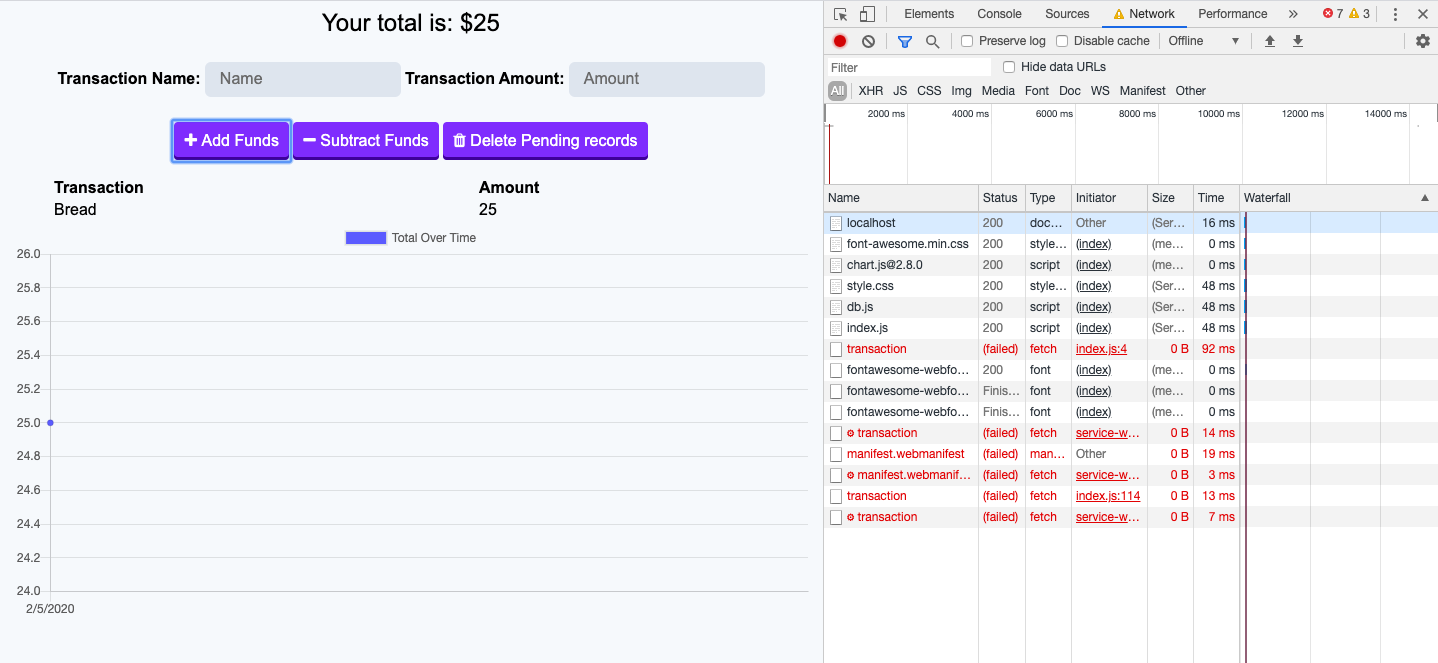 Your total is: $25
Transaction Name: Name Transaction Amount: Amount
Add Funds Subtract Funds Delete Pending records
Transaction Amount
Bread 25
Total Over Time
26.0
25.8
25.6
25.4
25.2
25.0
24.8
24.6
24.4
24.2
24.0
2/5/2020
Elements Console Sources Network Performance » 7 3
Preserve log Disable cache Offline
Filter Hide data URLs
All XHR JS CSS Img Media Font Doc WS Manifest Other
2000 ms 4000 ms 6000 ms 8000 ms 10000 ms 12000 ms 14000 ms
Name Status Type Initiator Size Time Waterfall
localhost 200 doc... Other (Ser... 16 ms
font-awesome.min.css 200 style... (index) (me... 0 ms
chart.js@2.8.0 200 script (index) (me... 0 ms
style.css 200 style... (index) (Ser... 48 ms
db.js 200 script (index) (Ser... 48 ms
index.js 200 script (index) (Ser... 48 ms
transaction (failed) fetch index.js:4 0 B 92 ms
fontawesome-webfo... 200 font (index) (me... 0 ms
fontawesome-webfo... Finis... font (index) (me... 0 ms
fontawesome-webfo... Finis... font (index) (me... 0 ms
transaction (failed) fetch service-w... 0 B 14 ms
manifest.webmanifest (failed) man... Other 0 B 19 ms
manifest.webmanif... (failed) fetch service-w... 0 B 3 ms
transaction (failed) fetch index.js:114 0 B 13 ms
transaction (failed) fetch service-w... 0 B 7 ms